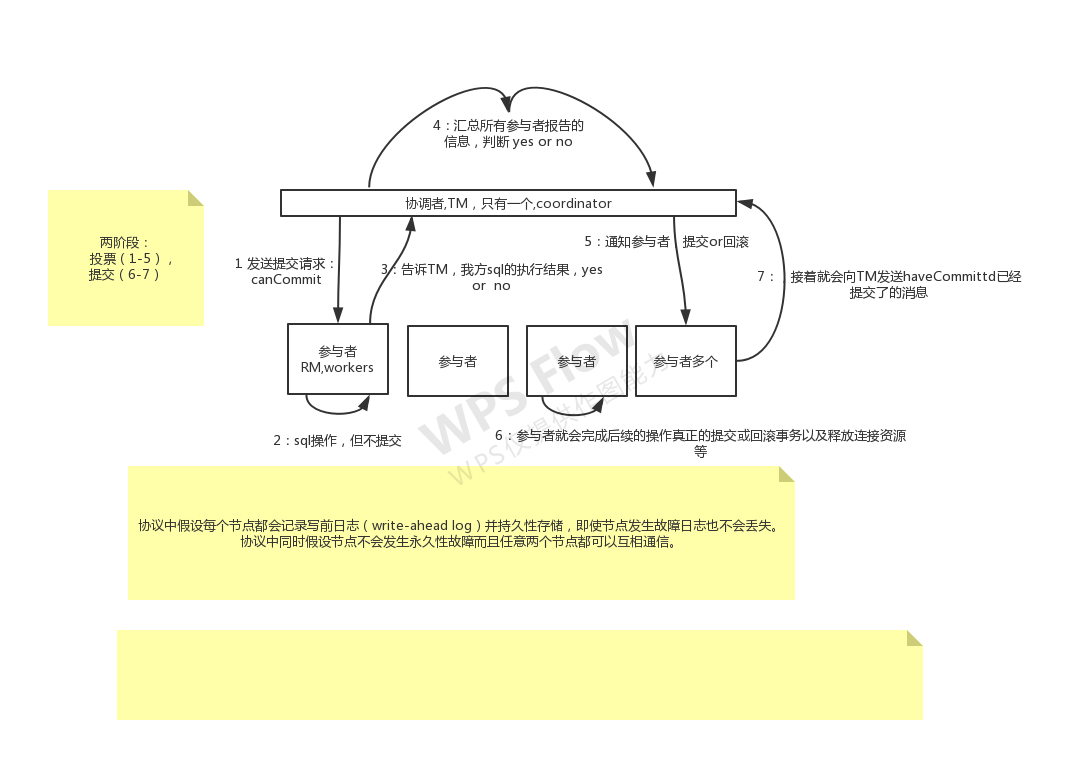 4：汇总所有参与者报告的
信息，判断 yes or no
协调者,TM，只有一个,coordinator
两阶段：
投票（1-5），
提交（6-7）
1 发送提交请求：
canCommit
3：告诉TM，我方sql的执行结果，yes
or no
5：通知参与者 提交or回滚
7：，接着就会向TM发送haveCommittd已经
提交了的消息
参与者
RM,workers
参与者
参与者
参与者多个
2：sql操作，但不提交
6：参与者就会完成后续的操作真正的提交或回滚事务以及释放连接资源
等
WPS Flow
WPS仅提供作图能力
协议中假设每个节点都会记录写前日志（write-ahead log）并持久性存储，即使节点发生故障日志也不会丢失。
协议中同时假设节点不会发生永久性故障而且任意两个节点都可以互相通信。